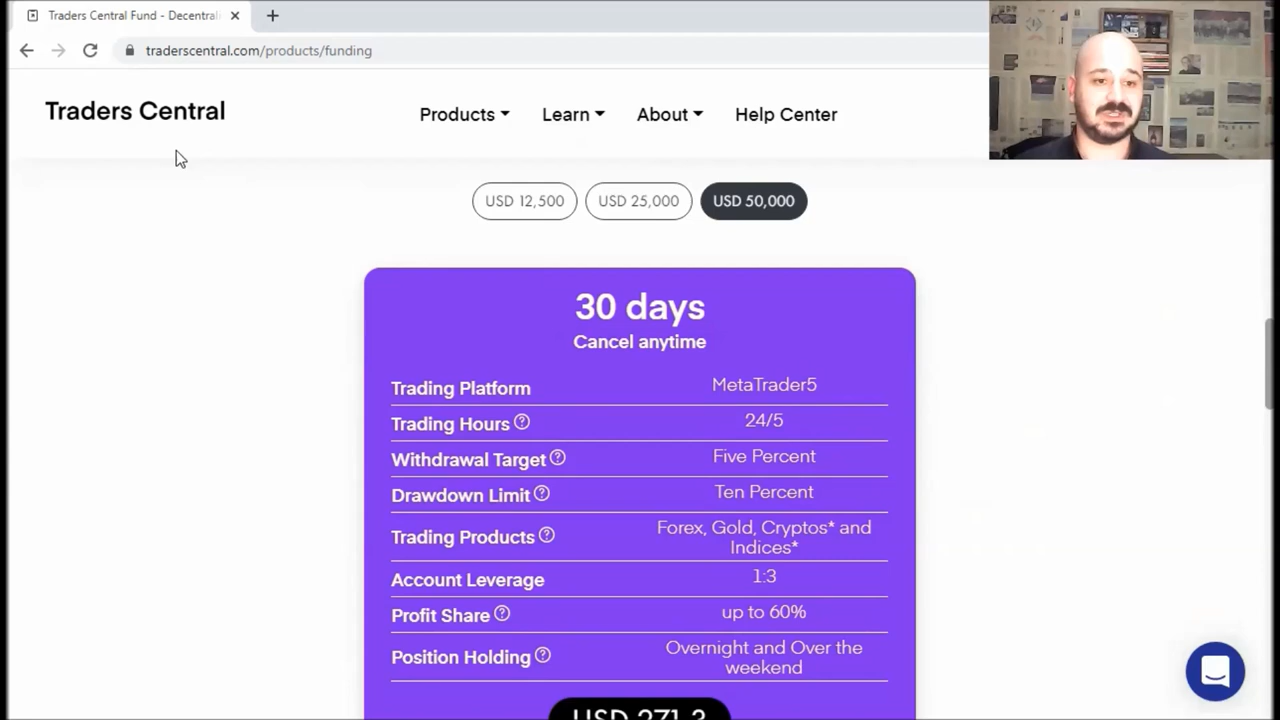 Traders Central Fund - Decentrali
traderscentral.com/products/funding
Traders Central
Products
Learn
About
Help Center
USD 12,500
USD 25,000
USD 50,000
30 days
Cancel anytime
Trading Platform MetaTrader5
Trading Hours 24/5
Withdrawal Target Five Percent
Drawdown Limit Ten Percent
Trading Products Forex, Gold, Cryptos* and
Indices*
Account Leverage 1:3
Profit Share up to 60%
Position Holding Overnight and Over the
weekend